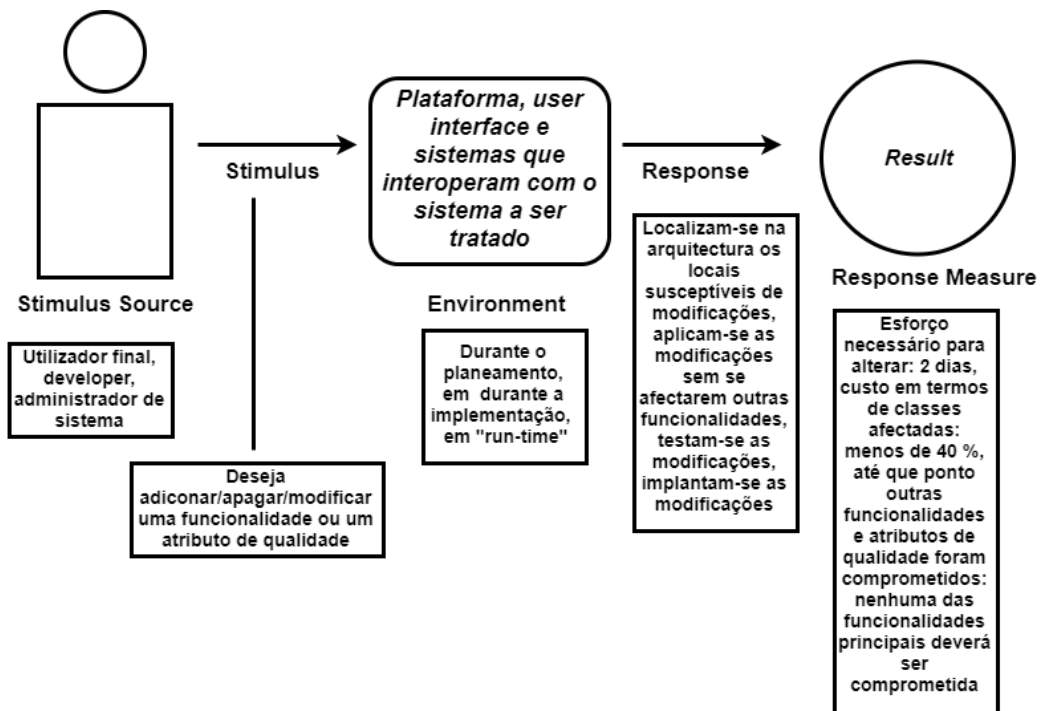 Plataforma, user
interface e
sistemas que
interoperam com o
sistema a ser
tratado
Result
Stimulus
Response
Stimulus Source
Utilizador final,
developer,
administrador de
sistema
Deseja
adiconar/apagar/modificar
uma funcionalidade ou um
atributo de qualidade
Environment
Durante o
planeamento,
em durante a
implementação,
em "run-time"
Localizam-se na
arquitectura os
locais
susceptíveis de
modificações,
aplicam-se as
modificações
sem se
afectarem outras
funcionalidades,
testam-se as
modificações,
implantam-se as
modificações
Response Measure
Esforço
necessário para
alterar: 2 dias,
custo em termos
de classes
afectadas:
menos de 40 %,
até que ponto
outras
funcionalidades
e atributos de
qualidade foram
comprometidos:
nenhuma das
funcionalidades
principais deverá
ser
comprometida